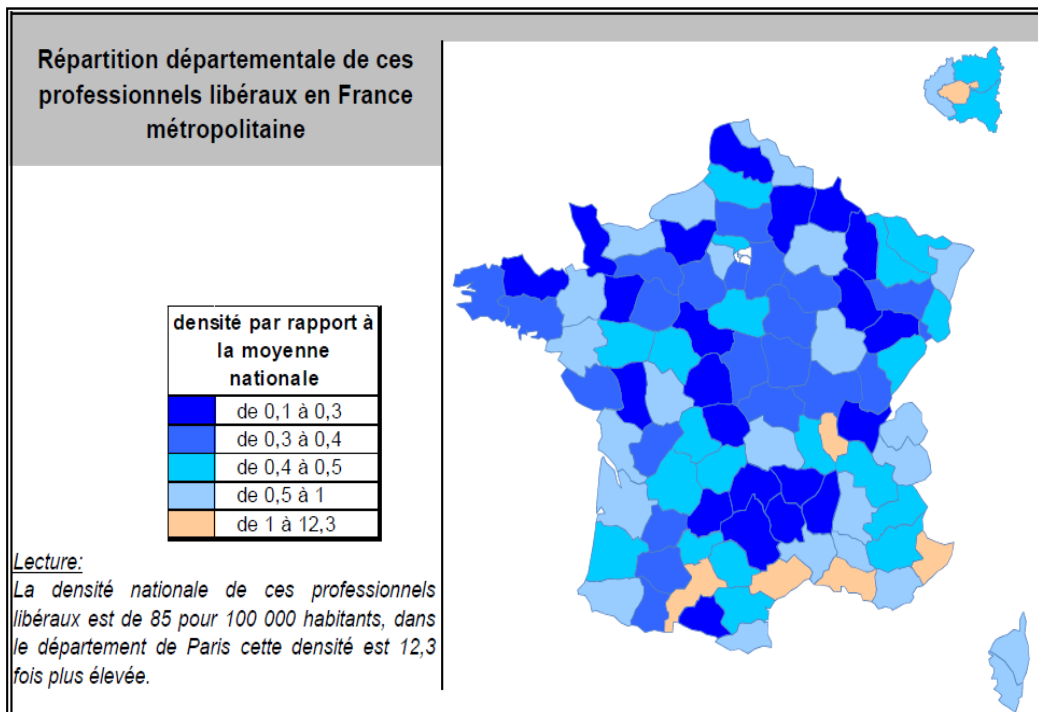 Répartition départementale de ces
professionnels libéraux en France
métropolitaine
densité par rapport à
la moyenne
nationale
de 0,1 à 0,3
de 0,3 à 0,4
de 0,4 à 0,5
de 0,5 à 1
de 1 à 12,3
Lecture:
La densité nationale de ces professionnels
libéraux est de 85 pour 100 000 habitants, dans
le département de Paris cette densité est 12,3
fois plus élevée.